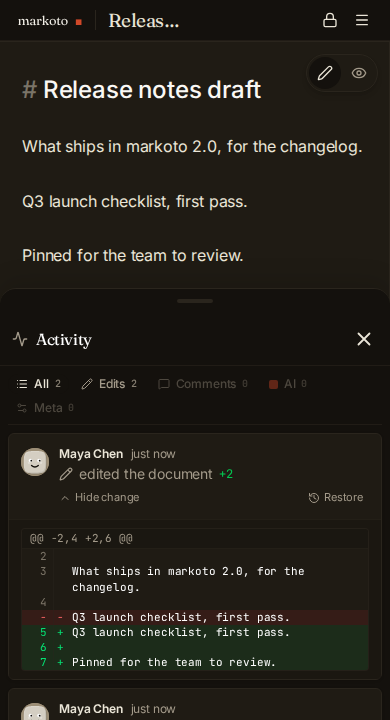 markoto
Releas...
# Release notes draft
What ships in markoto 2.0, for the changelog.
Q3 launch checklist, first pass.
Pinned for the team to review.
Activity
All 2 Edits 2 Comments 0 AI 0
Meta 0
Maya Chen just now
edited the document +2
Hide change Restore
@@ -2,4 +2,6 @@
2
3 What ships in markoto 2.0, for the
changelog.
4
- - Q3 launch checklist, first pass.
5 + Q3 launch checklist, first pass.
6 +
7 + Pinned for the team to review.
Maya Chen just now